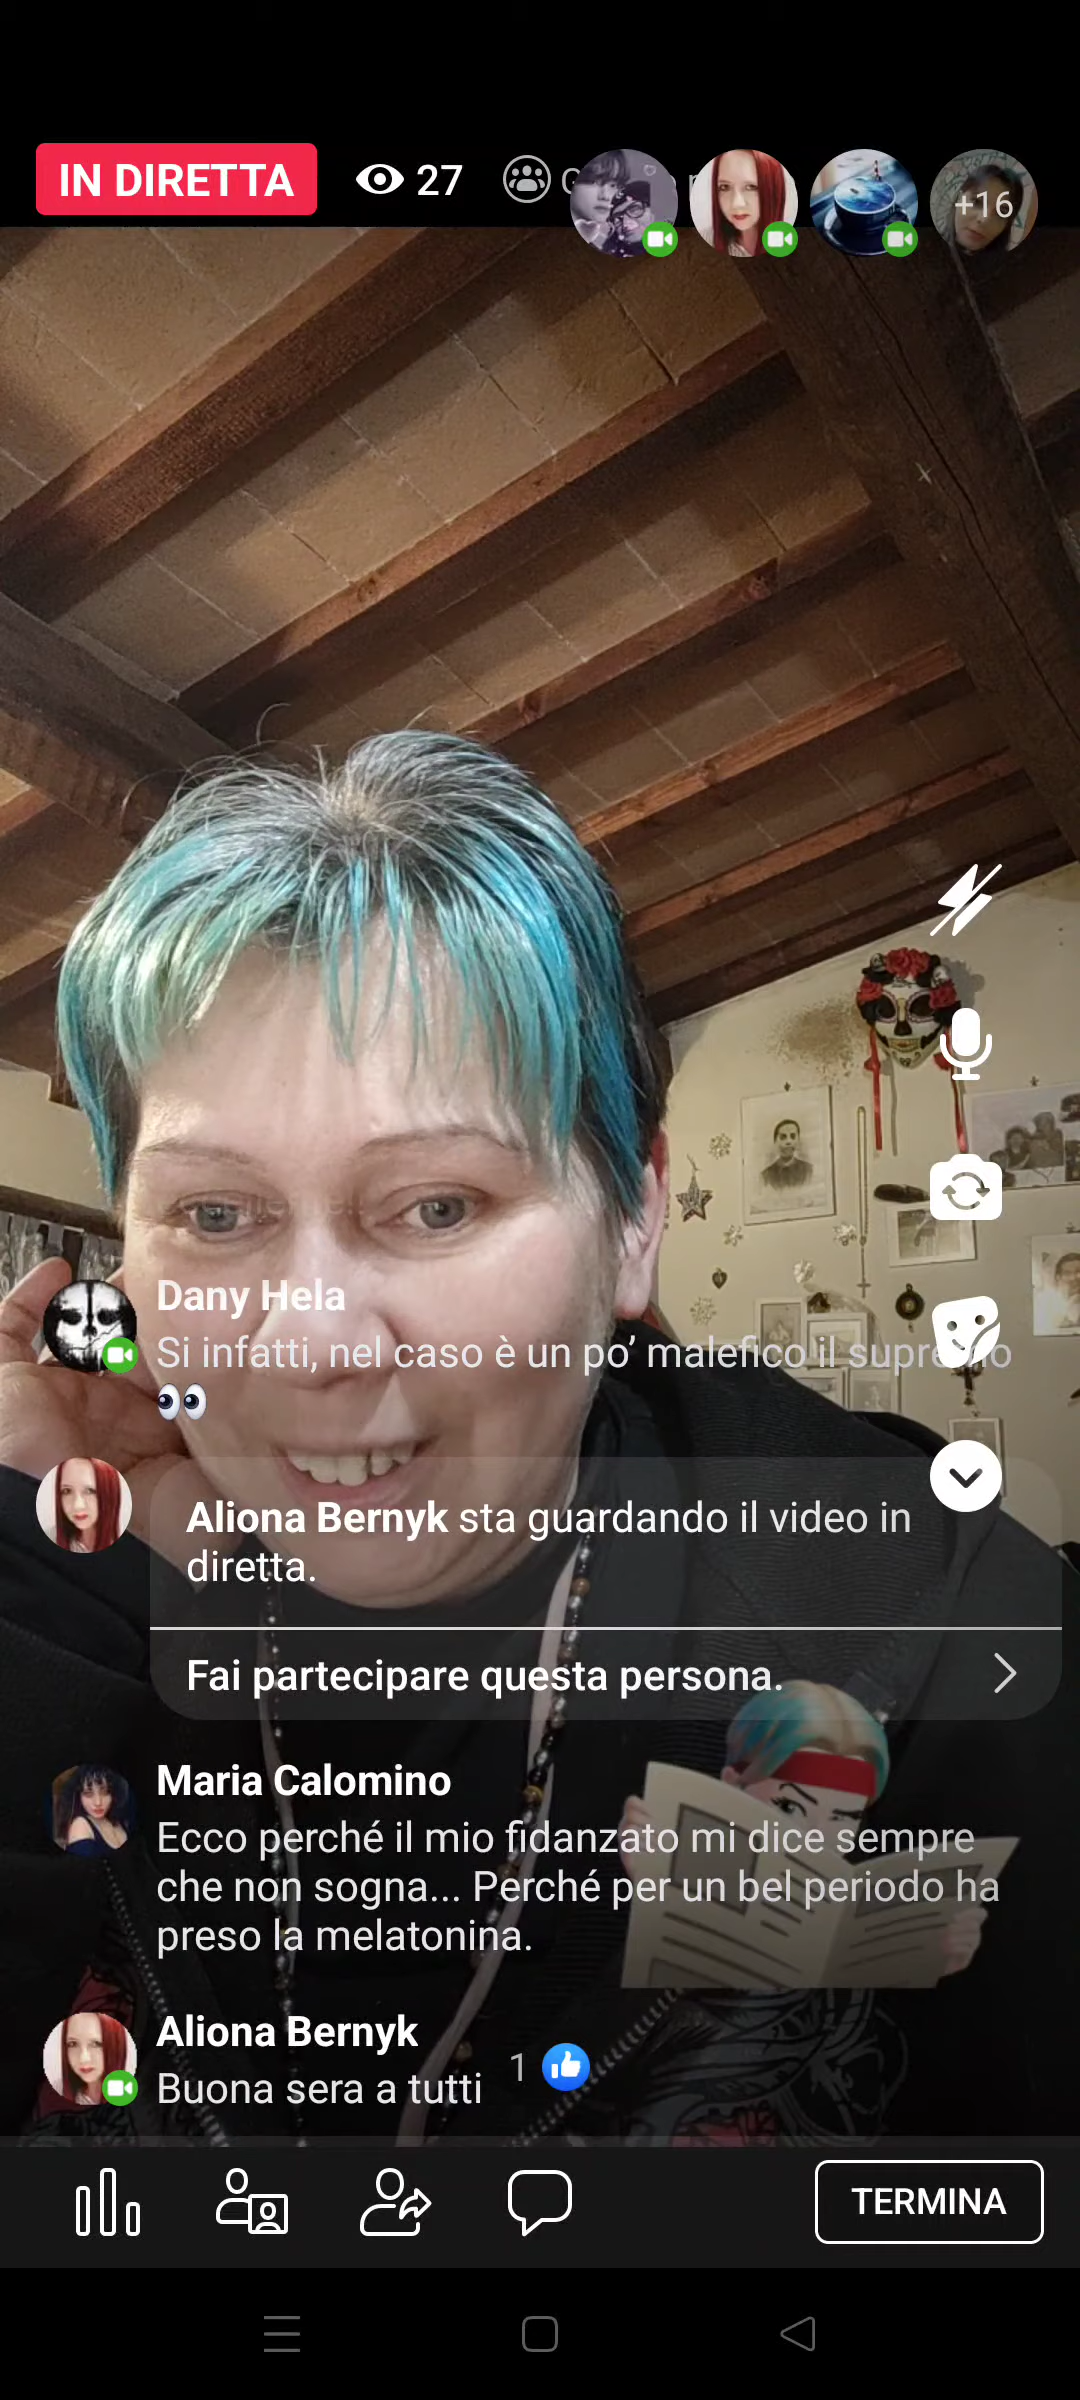 IN DIRETTA
27
+16
Dany Hela
Si infatti, nel caso è un po’ malefico il supremo
👀
Aliona Bernyk sta guardando il video in
diretta.
Fai partecipare questa persona.
Maria Calomino
Ecco perché il mio fidanzato mi dice sempre
che non sogna... Perché per un bel periodo ha
preso la melatonina.
Aliona Bernyk
Buona sera a tutti
1
TERMINA